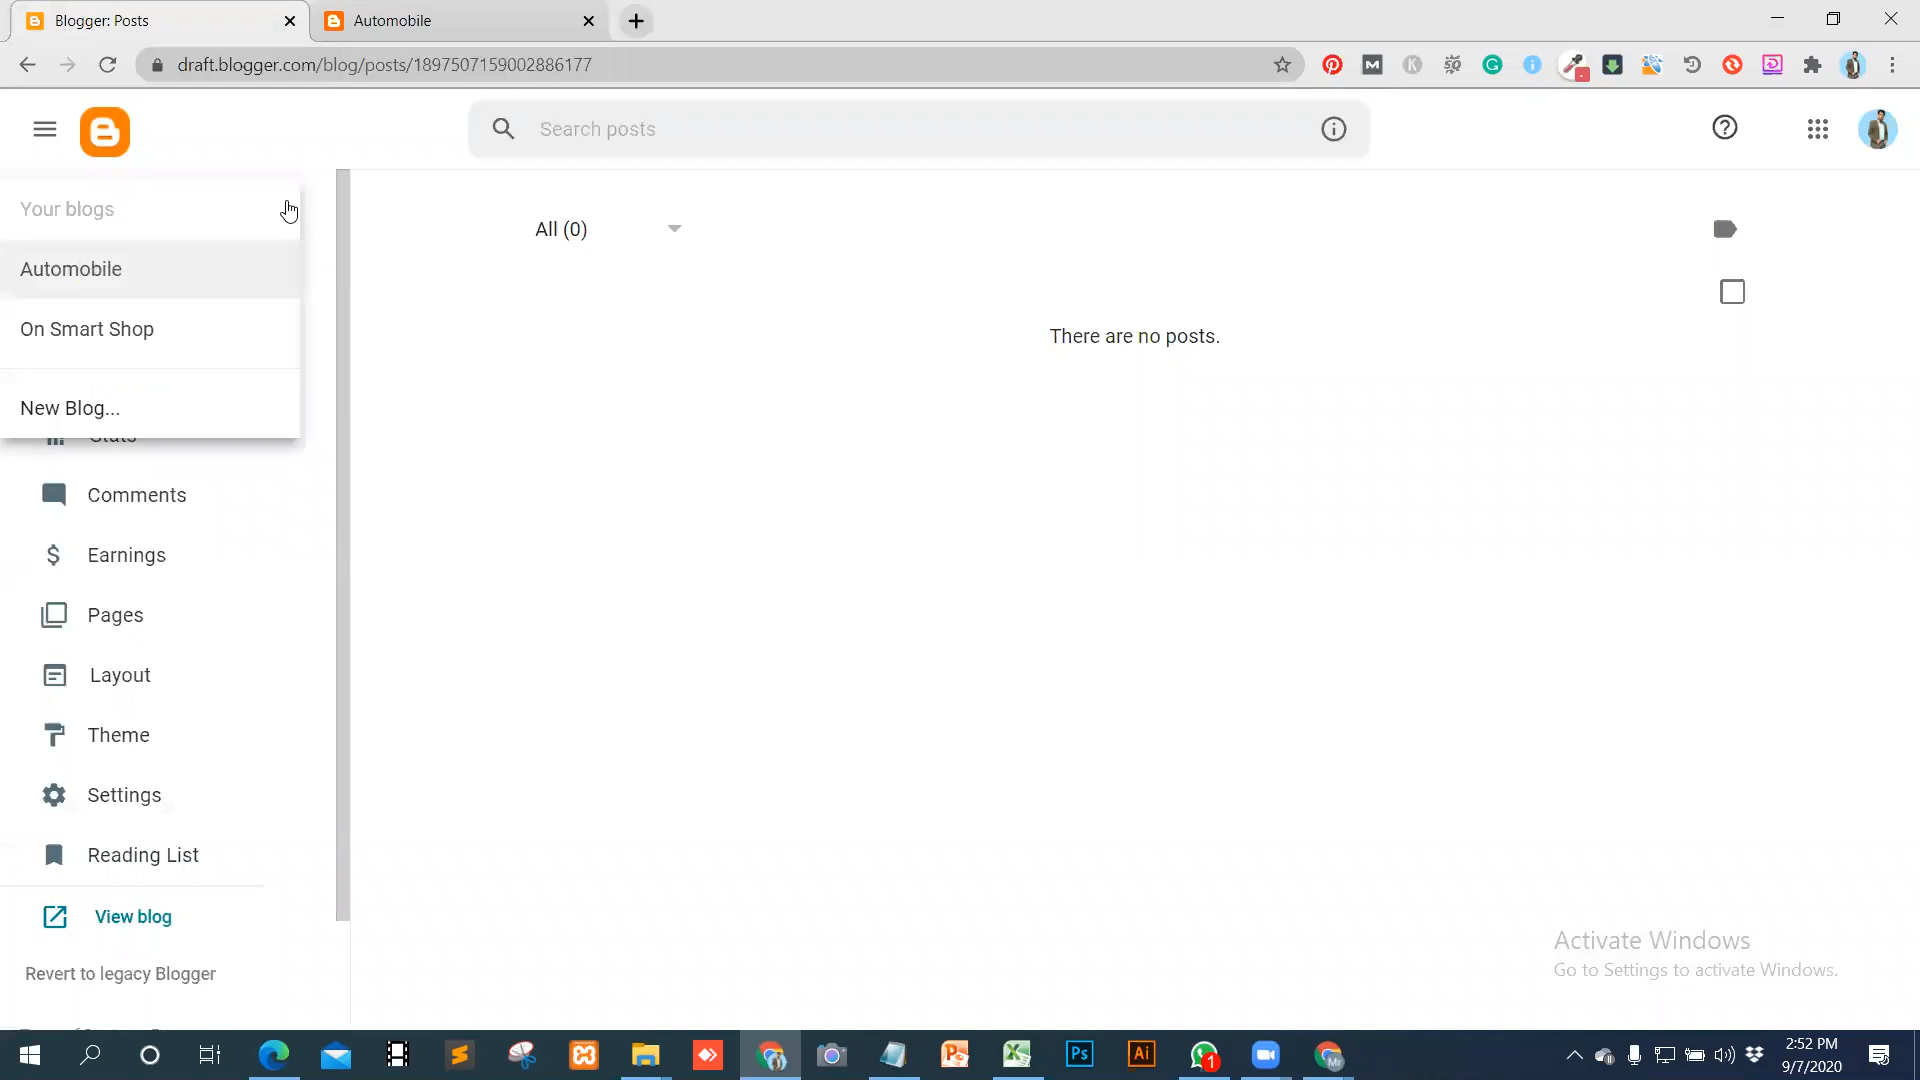 Blogger: Posts
Automobile
draft.blogger.com/blog/posts/1897507159002886177
Search posts
Your blogs
Automobile
On Smart Shop
New Blog...
Stats
Comments
Earnings
Pages
Layout
Theme
Settings
Reading List
View blog
Revert to legacy Blogger
All (0)
There are no posts.
Activate Windows
Go to Settings to activate Windows.
2:52 PM
9/7/2020